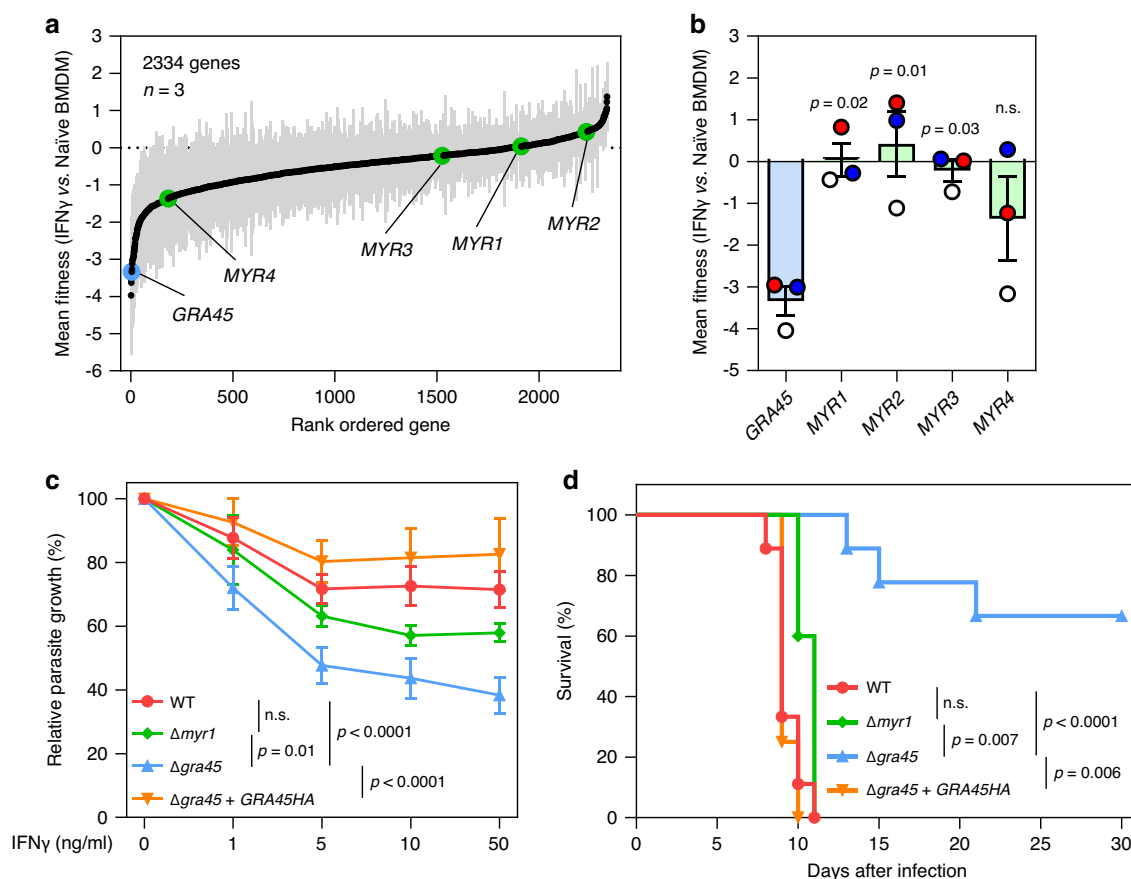 a
Mean fitness (IFNγ vs. Naïve BMDM)
3
2
1
0
-1
-2
-3
-4
-5
-6
2334 genes
n = 3
MYR4
GRA45
MYR3
MYR1
MYR2
0
500
1000
1500
2000
Rank ordered gene
b
Mean fitness (IFNγ vs. Naïve BMDM)
3
2
1
0
-1
-2
-3
-4
-5
p = 0.02
p = 0.01
p = 0.03
n.s.
GRA45
MYR1
MYR2
MYR3
MYR4
c
Relative parasite growth (%)
100
80
60
40
20
0
WT
Δmyr1
Δgra45
Δgra45 + GRA45HA
n.s.
p = 0.01
p < 0.0001
p < 0.0001
IFNγ (ng/ml)
0
1
5
10
50
d
Survival (%)
100
80
60
40
20
0
WT
Δmyr1
Δgra45
Δgra45 + GRA45HA
n.s.
p = 0.007
p < 0.0001
p = 0.006
0
5
10
15
20
25
30
Days after infection